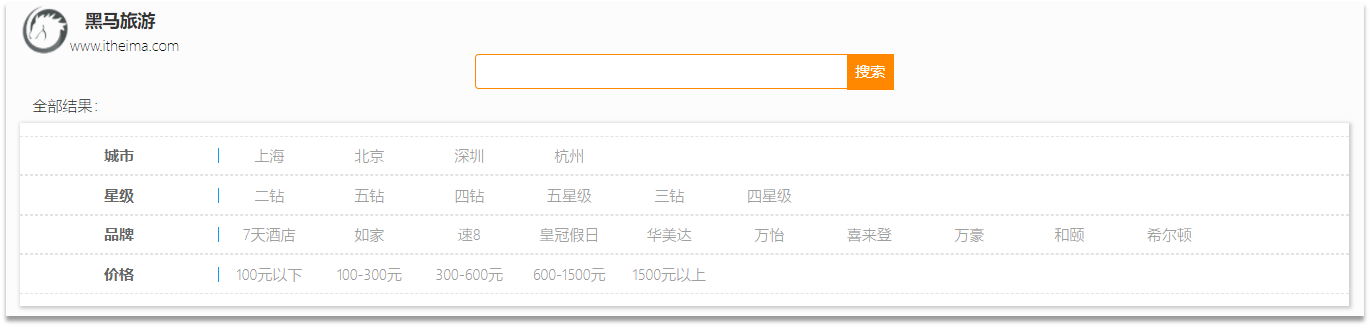 黑马旅游
www.itheima.com
搜索
全部结果：
城市 上海 北京 深圳 杭州
星级 二钻 五钻 四钻 五星级 三钻 四星级
品牌 7天酒店 如家 速8 皇冠假日 华美达 万怡 喜来登 万豪 和颐 希尔顿
价格 100元以下 100-300元 300-600元 600-1500元 1500元以上